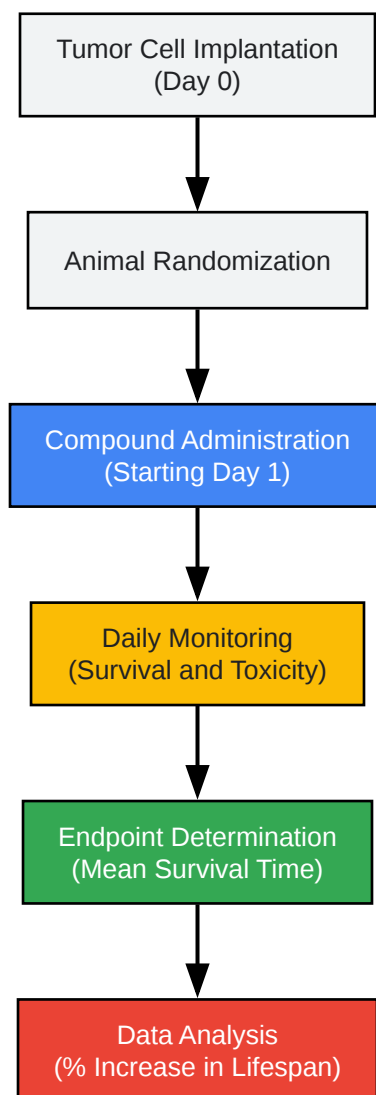 Tumor Cell Implantation
(Day 0)
Animal Randomization
Compound Administration
(Starting Day 1)
Daily Monitoring
(Survival and Toxicity)
Endpoint Determination
(Mean Survival Time)
Data Analysis
(% Increase in Lifespan)